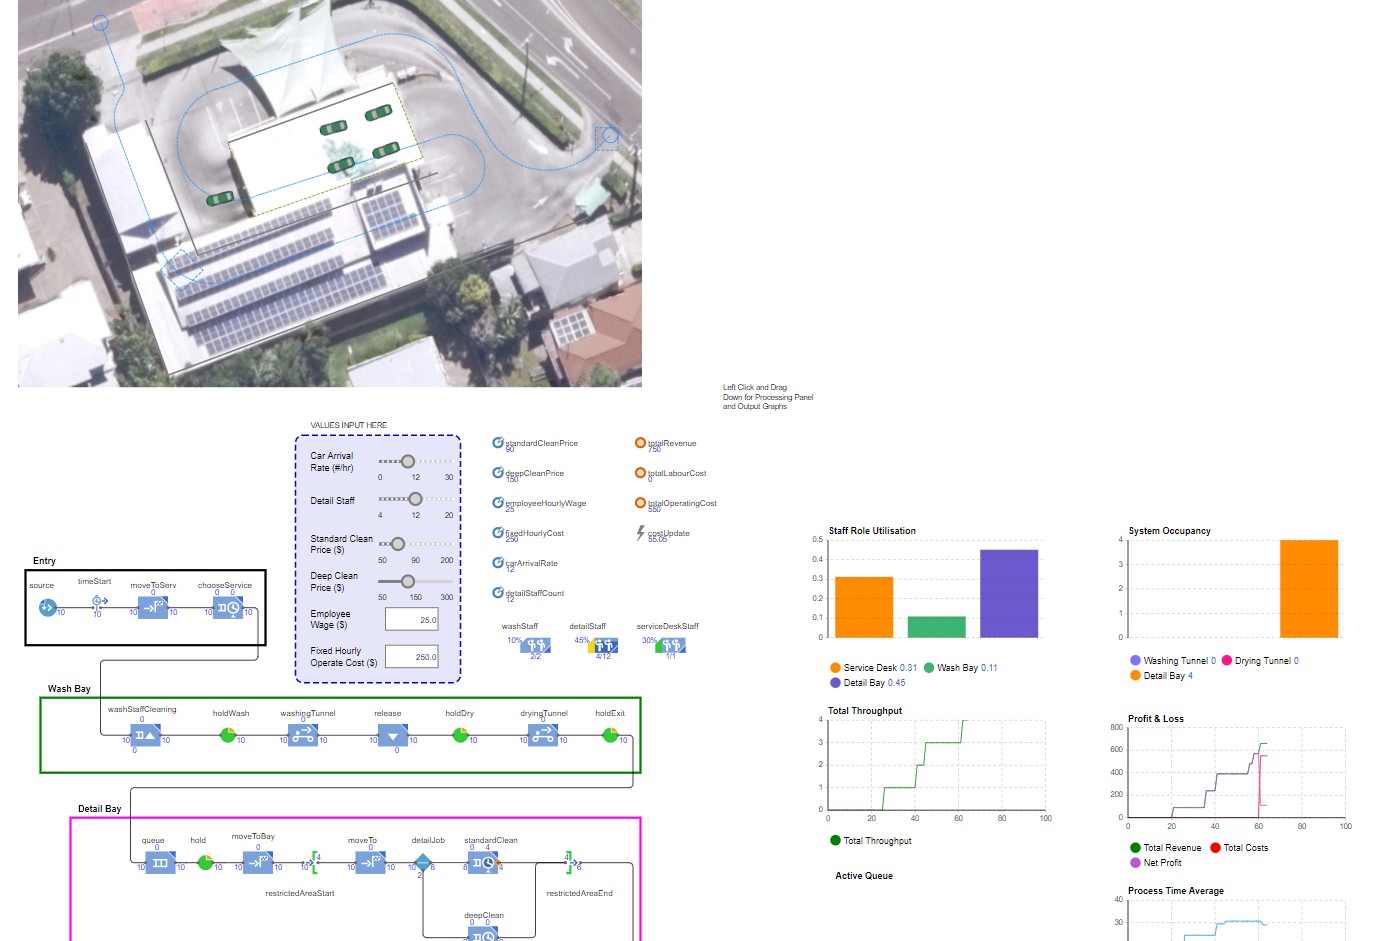 Left Click and Drag
Down for Processing Panel
and Output Graphs
VALUES INPUT HERE
Car Arrival
Rate (#/hr)
0 12 30
Detail Staff
4 12 20
Standard Clean
Price ($)
50 90 200
Deep Clean
Price ($)
50 150 300
Employee
Wage ($)
25.0
Fixed Hourly
Operate Cost ($)
250.0
standardCleanPrice
90
deepCleanPrice
150
employeeHourlyWage
25
fixedHourlyCost
250
carArrivalRate
12
detailStaffCount
12
totalRevenue
750
totalLabourCost
0
totalOperatingCost
550
costUpdate
55.05
washStaff
10%
2/2
detailStaff
45%
4/12
serviceDeskStaff
30%
1/1
Entry
source
10
timeStart
10
moveToServ
0
10 10
chooseService
0 0
10 10
Wash Bay
washStaffCleaning
0
10 10
0
holdWash
10
washingTunnel
0
10 10
release
10 10
0
holdDry
10
dryingTunnel
0
10 10
holdExit
10
Detail Bay
queue
0
10 10
hold
10
moveToBay
0
10 10
10 4
restrictedAreaStart
moveTo
0
10 10
detailJob
10 8
2
standardClean
0 4
8 4
4 6
restrictedAreaEnd
deepClean
0 0
Staff Role Utilisation
0.5
0.4
0.3
0.2
0.1
0
Service Desk 0.31 Wash Bay 0.11
Detail Bay 0.45
System Occupancy
4
3
2
1
0
Washing Tunnel 0 Drying Tunnel 0
Detail Bay 4
Total Throughput
4
3
2
1
0
0 20 40 60 80 100
Total Throughput
Profit & Loss
800
600
400
200
0
0 20 40 60 80 100
Total Revenue Total Costs
Net Profit
Active Queue
Process Time Average
40
30